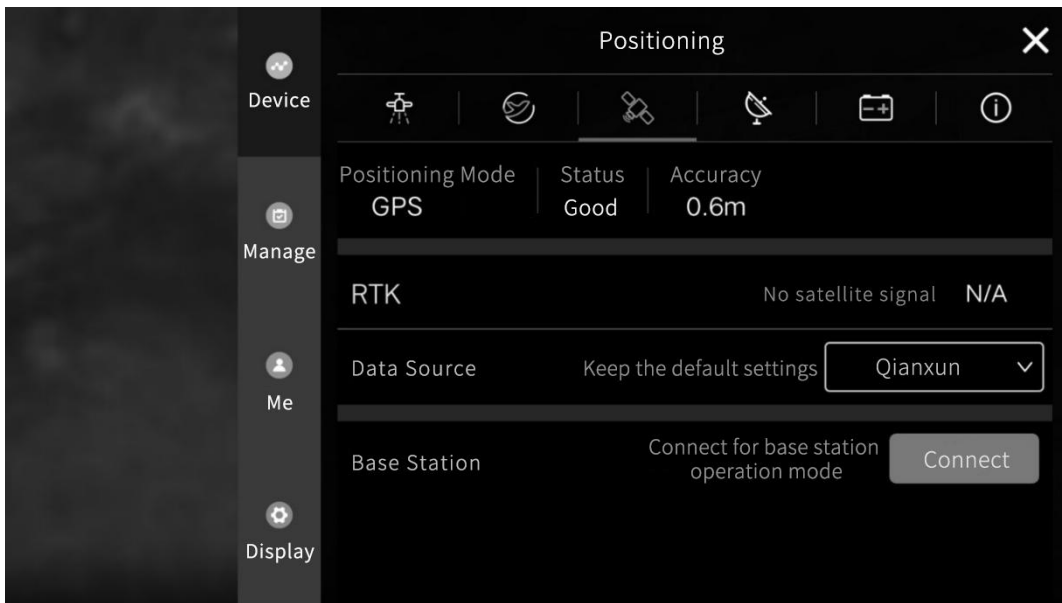 Positioning
Device
Positioning Mode
Status
Accuracy
GPS
Good
0.6m
Manage
RTK
No satellite signal
N/A
Data Source
Keep the default settings
Qianxun
Me
Base Station
Connect for base station
operation mode
Connect
Display